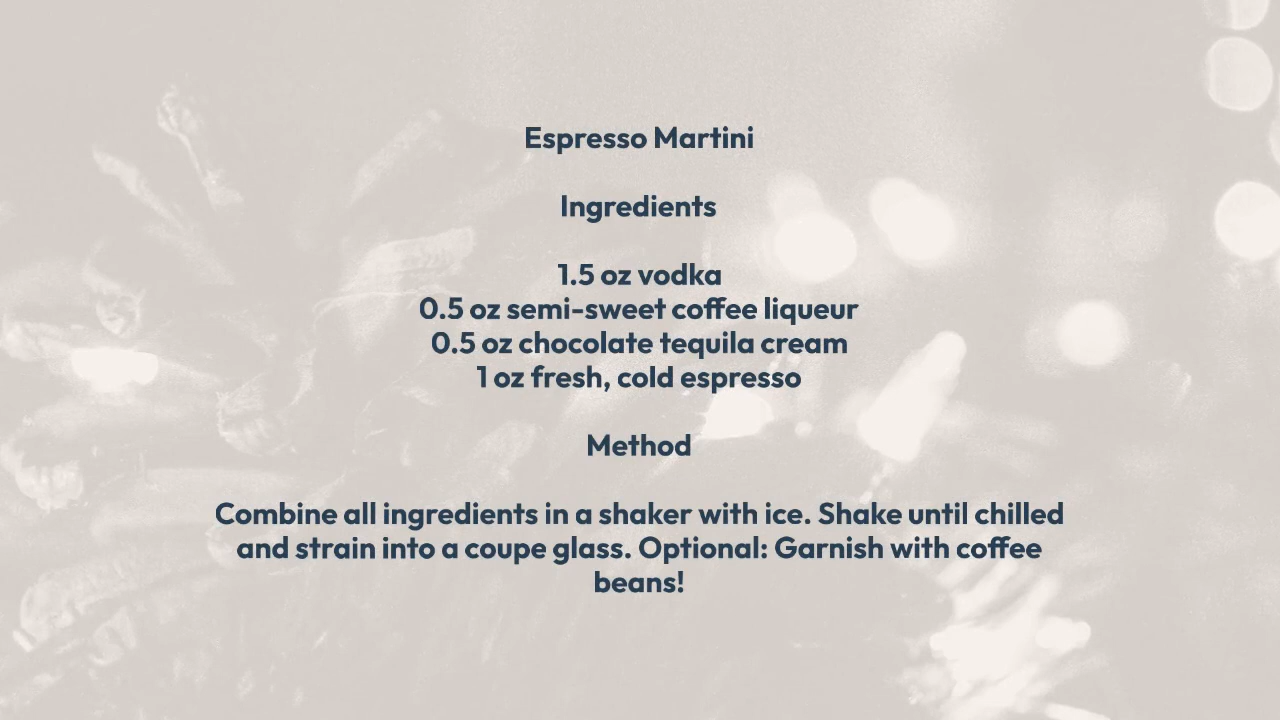 Espresso Martini
Ingredients
1.5 oz vodka
0.5 oz semi-sweet coffee liqueur
0.5 oz chocolate tequila cream
1 oz fresh, cold espresso
Method
Combine all ingredients in a shaker with ice. Shake until chilled
and strain into a coupe glass. Optional: Garnish with coffee
beans!